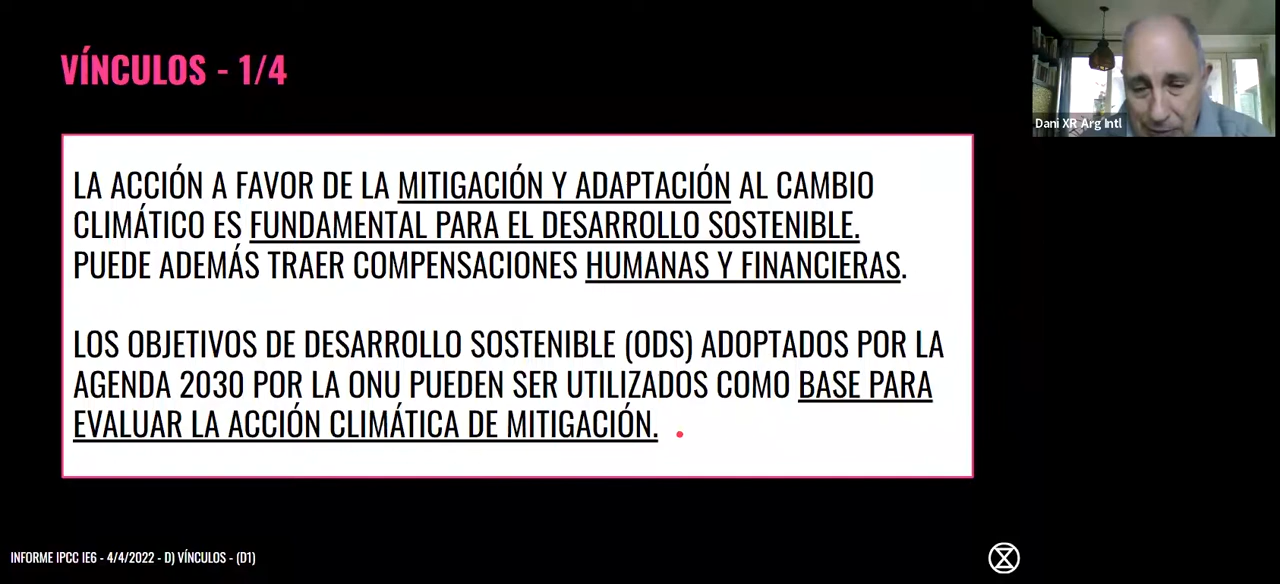 VÍNCULOS - 1/4
Dani XR Arg Intl
LA ACCIÓN A FAVOR DE LA MITIGACIÓN Y ADAPTACIÓN AL CAMBIO
CLIMÁTICO ES FUNDAMENTAL PARA EL DESARROLLO SOSTENIBLE.
PUEDE ADEMÁS TRAER COMPENSACIONES HUMANAS Y FINANCIERAS.
LOS OBJETIVOS DE DESARROLLO SOSTENIBLE (ODS) ADOPTADOS POR LA
AGENDA 2030 POR LA ONU PUEDEN SER UTILIZADOS COMO BASE PARA
EVALUAR LA ACCIÓN CLIMÁTICA DE MITIGACIÓN.
INFORME IPCC IE6 - 4/4/2022 - D) VÍNCULOS - (D1)